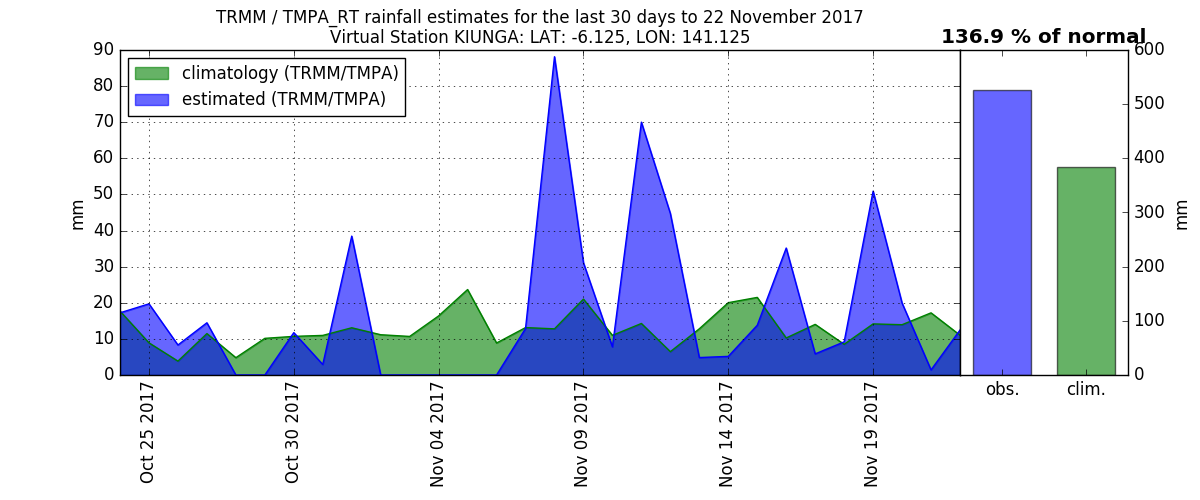 TRMM / TMPA_RT rainfall estimates for the last 30 days to 22 November 2017
Virtual Station KIUNGA: LAT: -6.125, LON: 141.125
136.9 % of normal
climatology (TRMM/TMPA)
estimated (TRMM/TMPA)
90
80
70
60
50
40
30
20
10
0
mm
Oct 25 2017
Oct 30 2017
Nov 04 2017
Nov 09 2017
Nov 14 2017
Nov 19 2017
600
500
400
300
200
100
0
mm
obs.
clim.